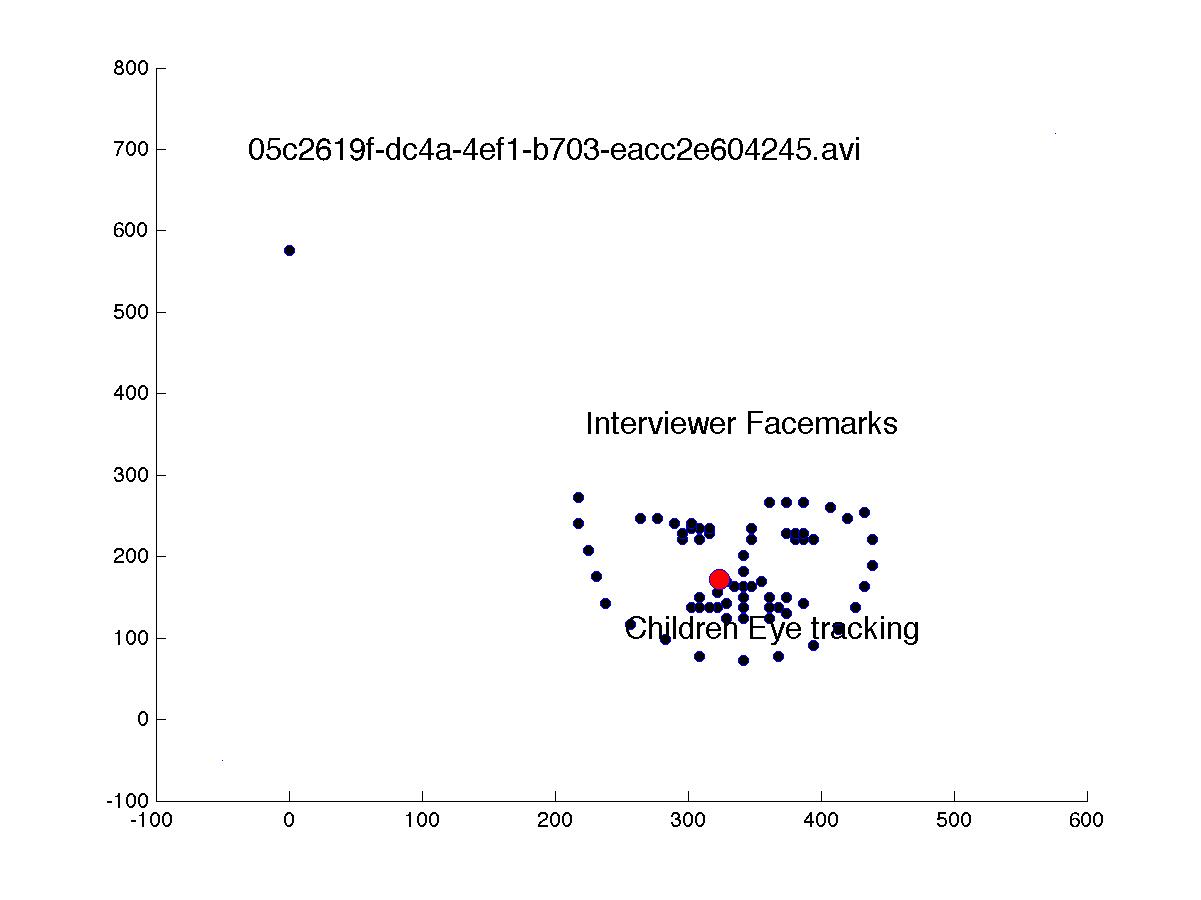 800
700
05c2619f-dc4a-4ef1-b703-eacc2e604245.avi
600
500
400
Interviewer Facemarks
300
200
100
Children Eye tracking
0
-100
-100 0 100 200 300 400 500 600